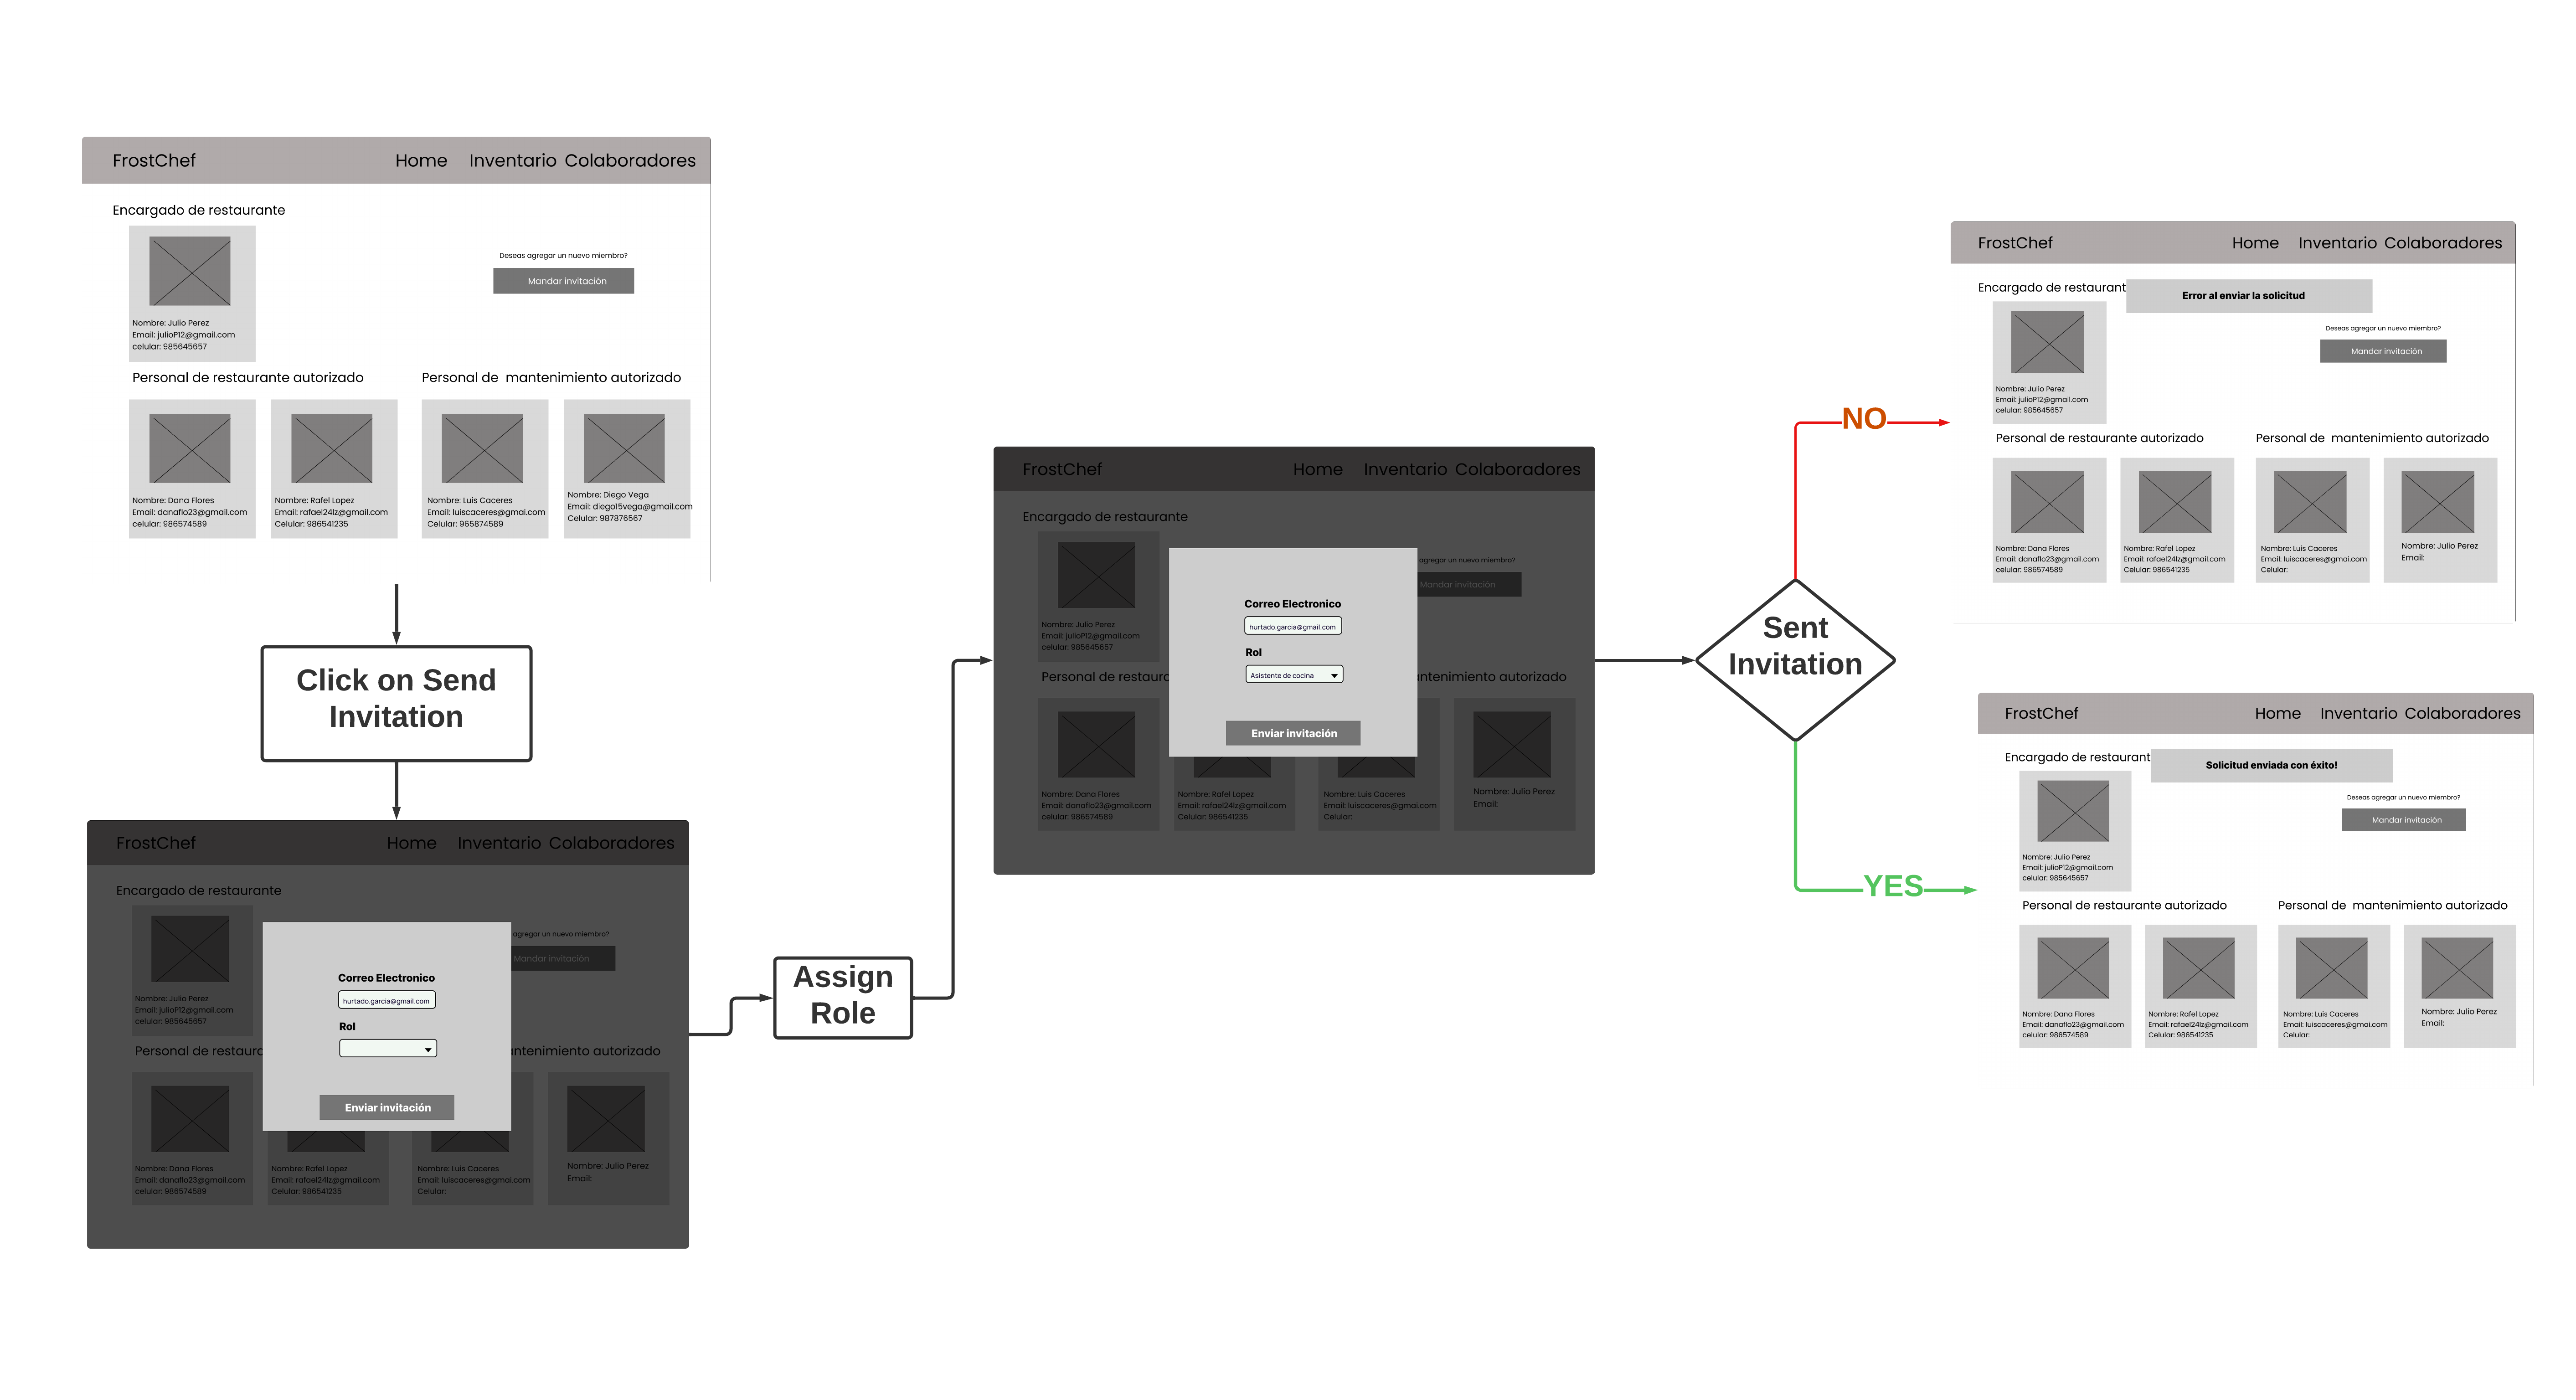 FrostChef
Home Inventario Colaboradores
Encargado de restaurante
Deseas agregar un nuevo miembro?
Mandar invitación
Nombre: Julio Perez
Email: julioP12@gmail.com
celular: 985645657
Personal de restaurante autorizado
Personal de mantenimiento autorizado
Nombre: Dana Flores
Email: danaflo23@gmail.com
celular: 986574589
Nombre: Rafel Lopez
Email: rafael24lz@gmail.com
Celular: 986541235
Nombre: Luis Caceres
Email: luiscaceres@gmai.com
Celular: 965874589
Nombre: Diego Vega
Email: diego15vega@gmail.com
Celular: 987876567
Click on Send
Invitation
FrostChef
Home Inventario Colaboradores
Encargado de restaurante
agregar un nuevo miembro?
Mandar invitación
Nombre: Julio Perez
Email: julioP12@gmail.com
celular: 985645657
Correo Electronico
hurtado.garcia@gmail.com
Rol
Enviar invitación
Personal de restaura
ntenimiento autorizado
Nombre: Dana Flores
Email: danaflo23@gmail.com
celular: 986574589
Nombre: Rafel Lopez
Email: rafael24lz@gmail.com
Celular: 986541235
Nombre: Luis Caceres
Email: luiscaceres@gmai.com
Celular:
Nombre: Julio Perez
Email:
Assign
Role
FrostChef
Home Inventario Colaboradores
Encargado de restaurante
agregar un nuevo miembro?
Mandar invitación
Nombre: Julio Perez
Email: julioP12@gmail.com
celular: 985645657
Correo Electronico
hurtado.garcia@gmail.com
Rol
Asistente de cocina
Enviar invitación
Personal de restaura
ntenimiento autorizado
Nombre: Dana Flores
Email: danaflo23@gmail.com
celular: 986574589
Nombre: Rafel Lopez
Email: rafael24lz@gmail.com
Celular: 986541235
Nombre: Luis Caceres
Email: luiscaceres@gmai.com
Celular:
Nombre: Julio Perez
Email:
Sent
Invitation
NO
FrostChef
Home Inventario Colaboradores
Encargado de restaurant
Error al enviar la solicitud
Deseas agregar un nuevo miembro?
Mandar invitación
Nombre: Julio Perez
Email: julioP12@gmail.com
celular: 985645657
Personal de restaurante autorizado
Personal de mantenimiento autorizado
Nombre: Dana Flores
Email: danaflo23@gmail.com
celular: 986574589
Nombre: Rafel Lopez
Email: rafael24lz@gmail.com
Celular: 986541235
Nombre: Luis Caceres
Email: luiscaceres@gmai.com
Celular:
Nombre: Julio Perez
Email:
YES
FrostChef
Home Inventario Colaboradores
Encargado de restaurant
Solicitud enviada con éxito!
Deseas agregar un nuevo miembro?
Mandar invitación
Nombre: Julio Perez
Email: julioP12@gmail.com
celular: 985645657
Personal de restaurante autorizado
Personal de mantenimiento autorizado
Nombre: Dana Flores
Email: danaflo23@gmail.com
celular: 986574589
Nombre: Rafel Lopez
Email: rafael24lz@gmail.com
Celular: 986541235
Nombre: Luis Caceres
Email: luiscaceres@gmai.com
Celular:
Nombre: Julio Perez
Email: